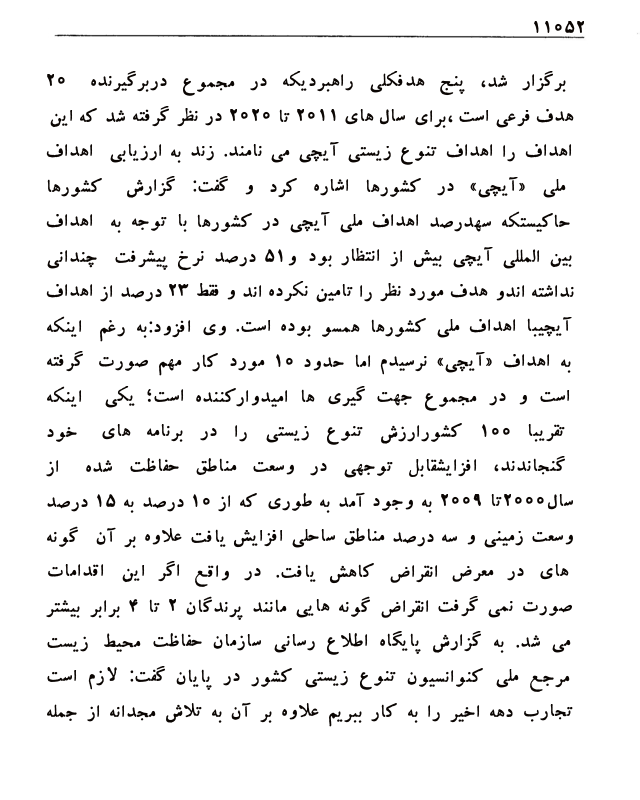 ۱۱۰۵۲
برگزار شد، پنج هدفکلی راهبردیکه در مجموع دربرگیرنده ۲۰
هدف فرعی است ،برای سال های ۲۰۱۱ تا ۲۰۲۰ در نظر گرفته شد که این
اهداف را اهداف تنوع زیستی آیچی می نامند. زند به ارزیابی اهداف
ملی «آیچی» در کشورها اشاره کرد و گفت: گزارش کشورها
حاکیستکه سهدرصد اهداف ملی آیچی در کشورها با توجه به اهداف
بین المللی آیچی بیش از انتظار بود و۵۱ درصد نرخ پیشرفت چندانی
نداشته اندو هدف مورد نظر را تامین نکرده اند و فقط ۲۳ درصد از اهداف
آیچیبا اهداف ملی کشورها همسو بوده است. وی افزود:به رغم اینکه
به اهداف «آیچی» نرسیدم اما حدود ۱۰ مورد کار مهم صورت گرفته
است و در مجموع جهت گیری ها امیدوارکننده است؛ یکی اینکه
تقریبا ۱۰۰ کشورارزش تنوع زیستی را در برنامه های خود
گنجاندند، افزایشقابل توجهی در وسعت مناطق حفاظت شده از
سال۲۰۰۰تا ۲۰۰۹ به وجود آمد به طوری که از ۱۰ درصد به ۱۵ درصد
وسعت زمینی و سه درصد مناطق ساحلی افزایش یافت علاوه بر آن گونه
های در معرض انقراض کاهش یافت. در واقع اگر این اقدامات
صورت نمی گرفت انقراض گونه هایی مانند پرندگان ۲ تا ۴ برابر بیشتر
می شد. به گزارش پایگاه اطلاع رسانی سازمان حفاظت محیط زیست
مرجع ملی کنوانسیون تنوع زیستی کشور در پایان گفت: لازم است
تجارب دهه اخیر را به کار ببریم علاوه بر آن به تلاش مجدانه از جمله